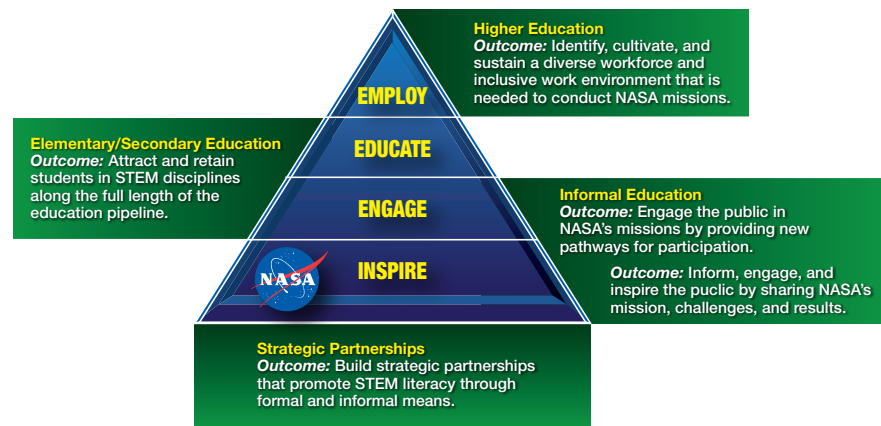 Higher Education
Outcome: Identify, cultivate, and
sustain a diverse workforce and
inclusive work environment that is
needed to conduct NASA missions.
EMPLOY
Elementary/Secondary Education
Outcome: Attract and retain
students in STEM disciplines
along the full length of the
education pipeline.
EDUCATE
ENGAGE
Informal Education
Outcome: Engage the public in
NASA's missions by providing new
pathways for participation.
Outcome: Inform, engage, and
inspire the puclic by sharing NASA's
mission, challenges, and results.
INSPIRE
NASA
Strategic Partnerships
Outcome: Build strategic partnerships
that promote STEM literacy through
formal and informal means.